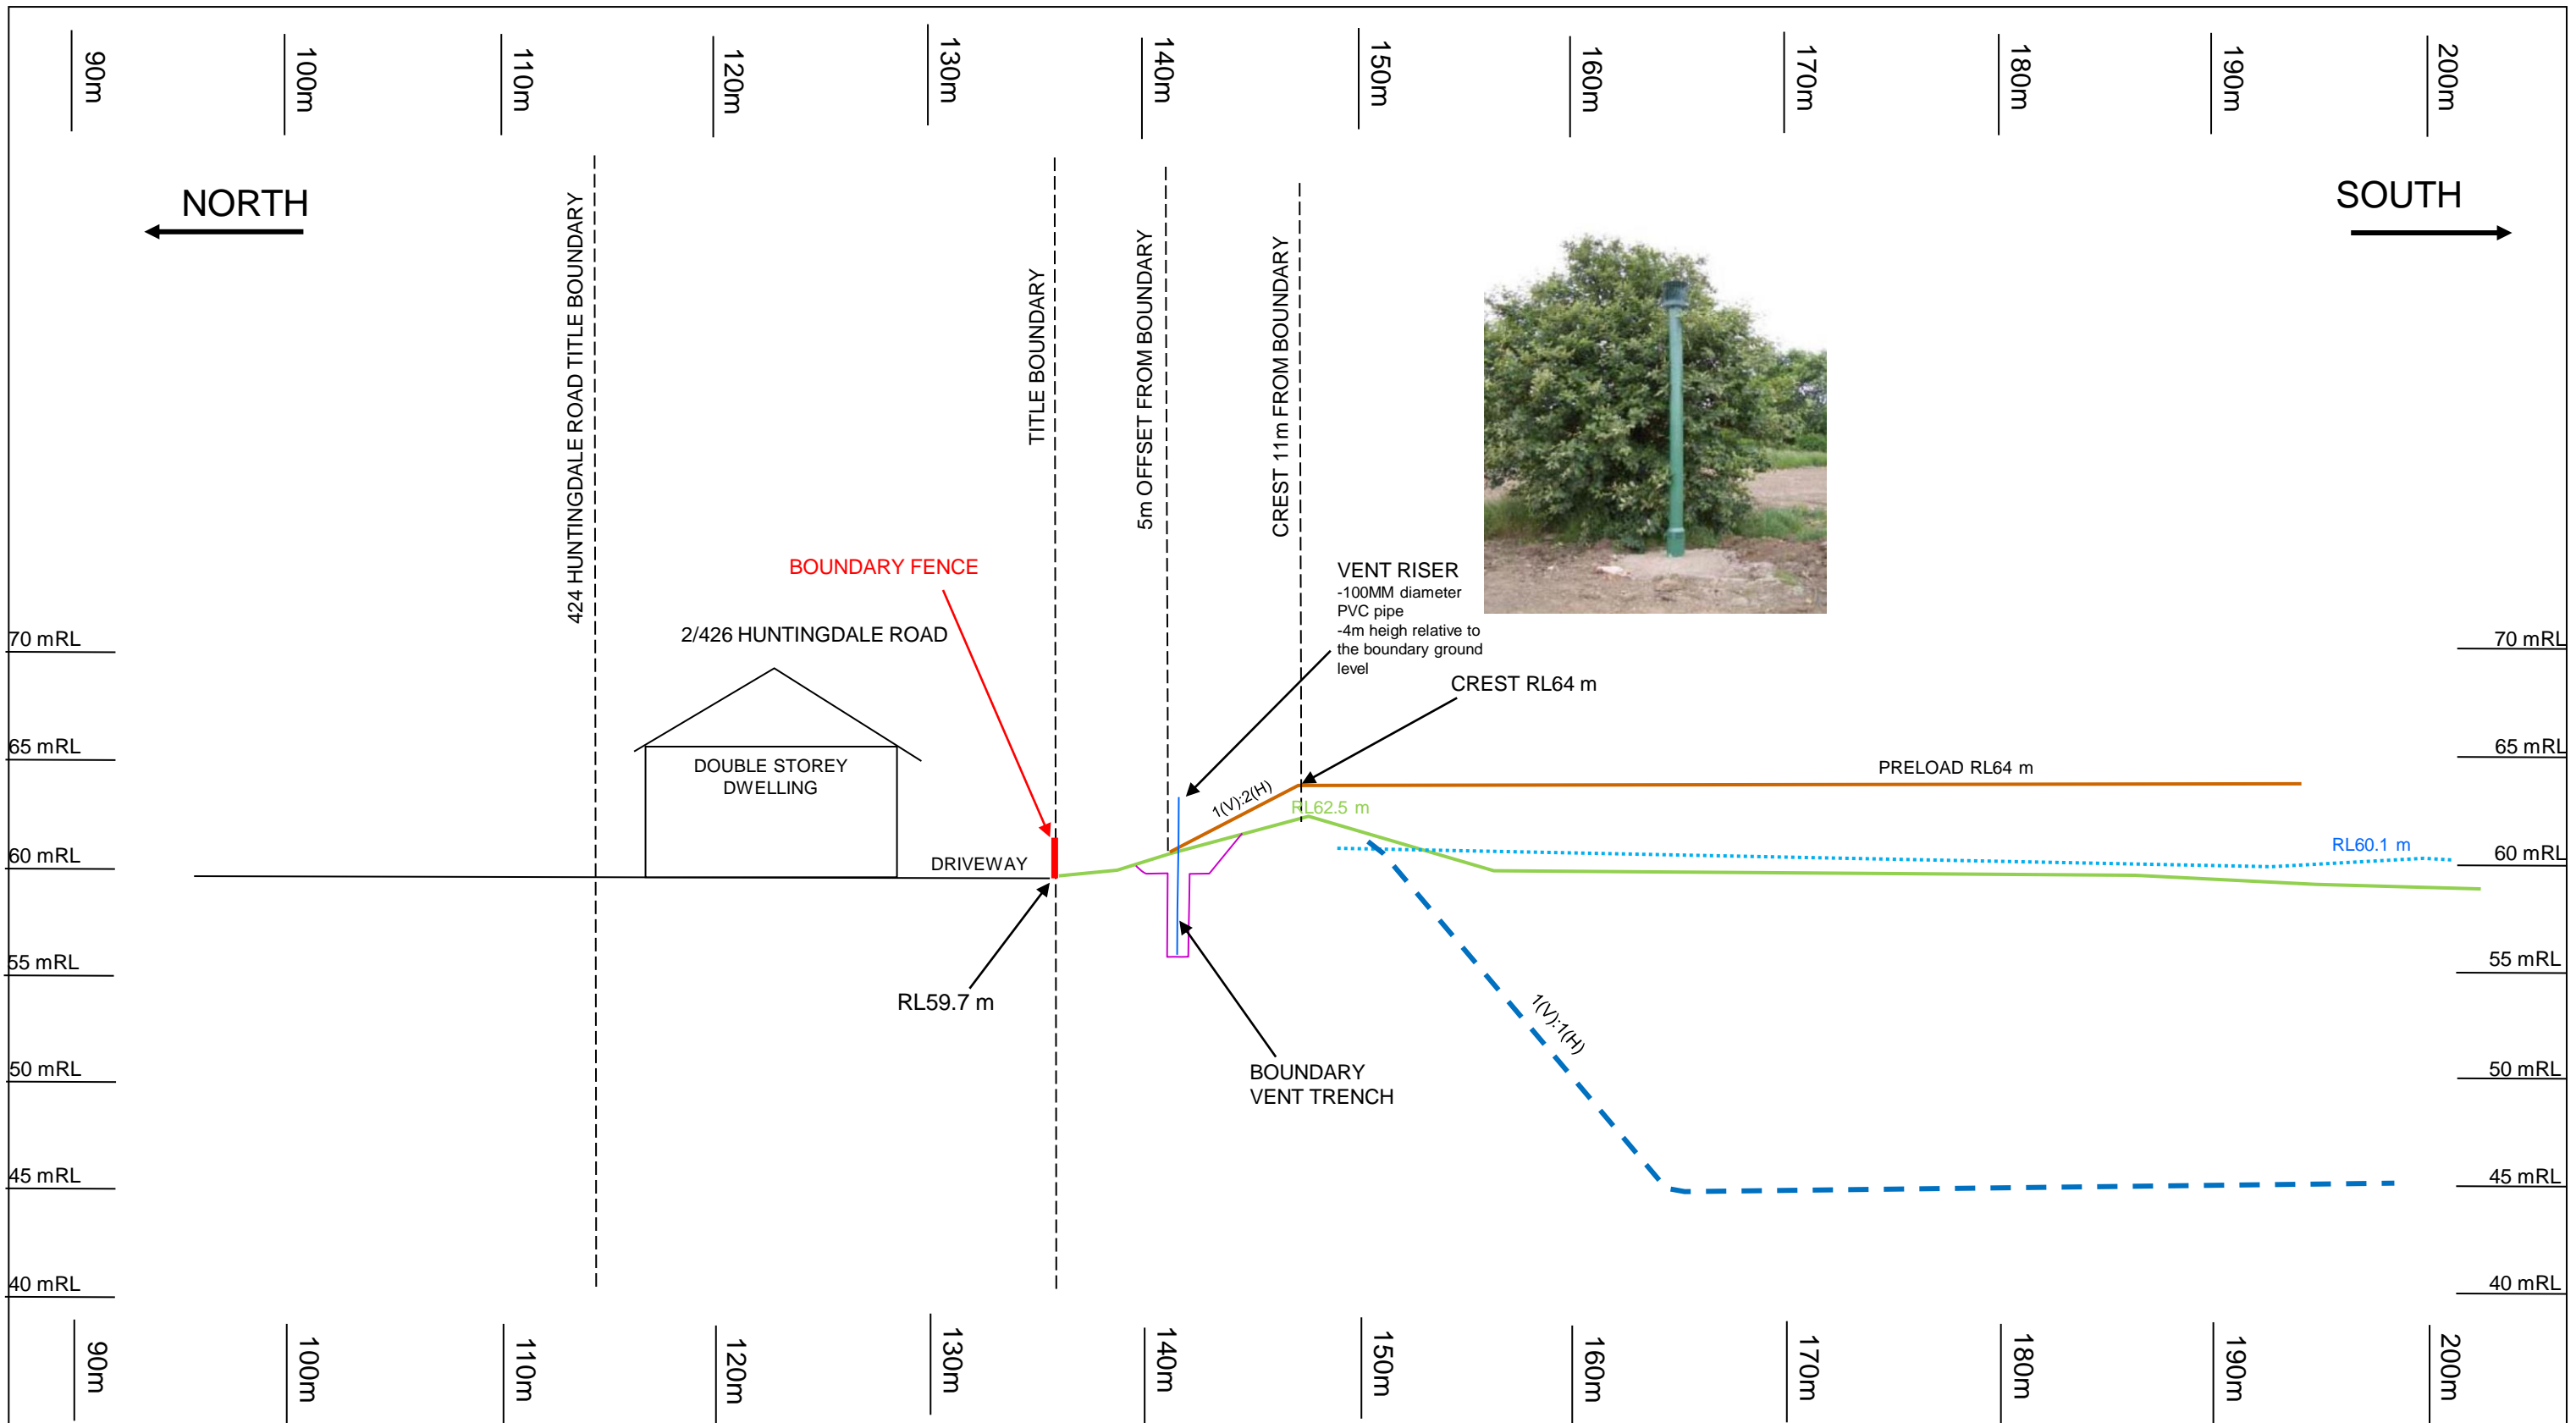 90m
100m
110m
120m
130m
140m
150m
160m
170m
180m
190m
200m
NORTH
SOUTH
424 HUNTINGDALE ROAD TITLE BOUNDARY
TITLE BOUNDARY
5m OFFSET FROM BOUNDARY
CREST 11m FROM BOUNDARY
BOUNDARY FENCE
2/426 HUNTINGDALE ROAD
VENT RISER
-100MM diameter
PVC pipe
-4m heigh relative to
the boundary ground
level
CREST RL64 m
70 mRL
70 mRL
65 mRL
65 mRL
DOUBLE STOREY
DWELLING
PRELOAD RL64 m
1(V):2(H)
RL62.5 m
RL60.1 m
60 mRL
60 mRL
DRIVEWAY
55 mRL
55 mRL
RL59.7 m
1(V):1(H)
BOUNDARY
VENT TRENCH
50 mRL
50 mRL
45 mRL
45 mRL
40 mRL
40 mRL
90m
100m
110m
120m
130m
140m
150m
160m
170m
180m
190m
200m